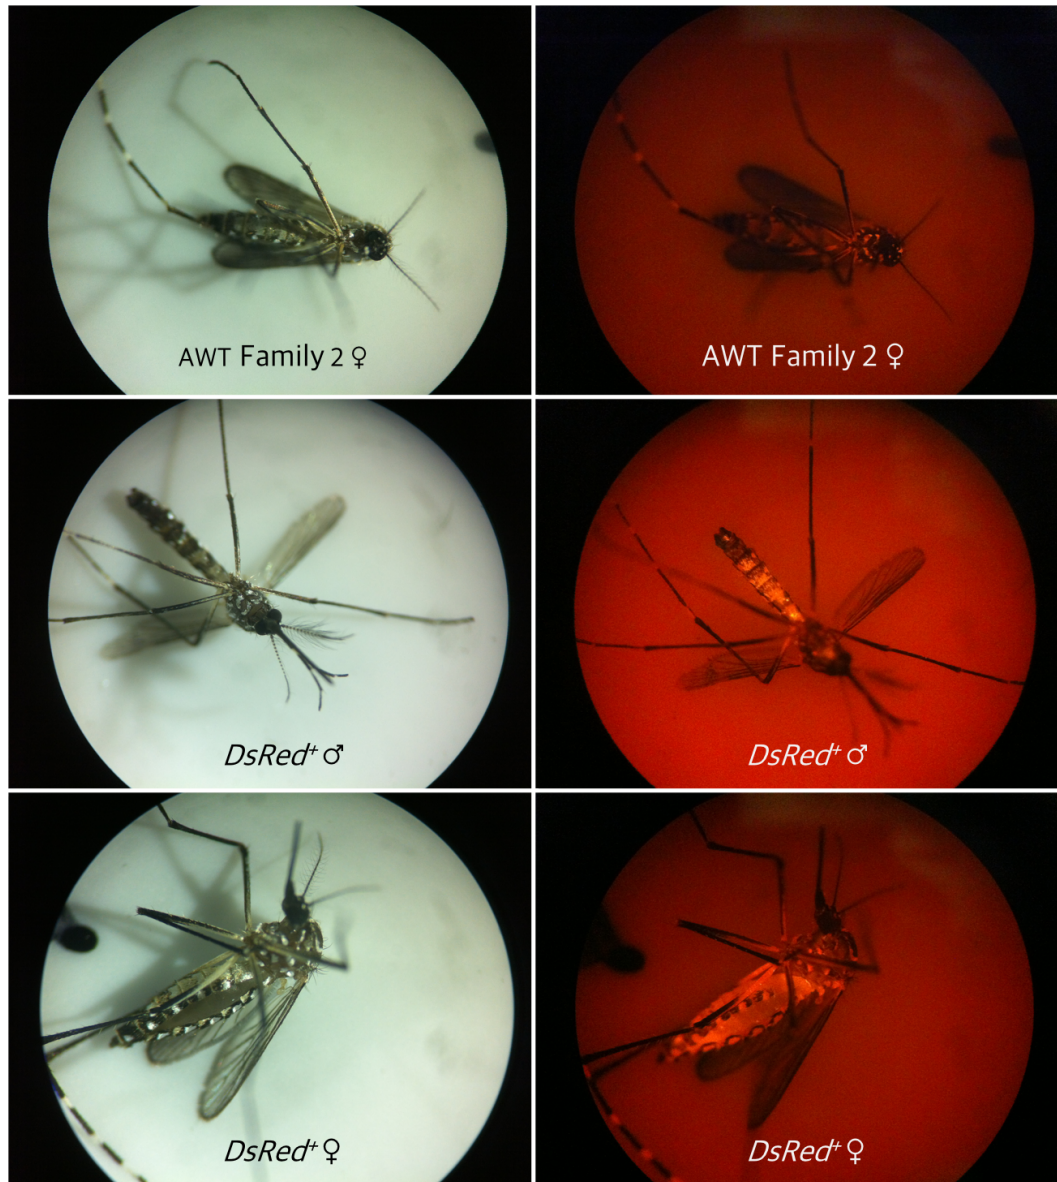 AWT Family 2 ♀
AWT Family 2 ♀
DsRed⁺ ♂
DsRed⁺ ♂
DsRed⁺ ♀
DsRed⁺ ♀